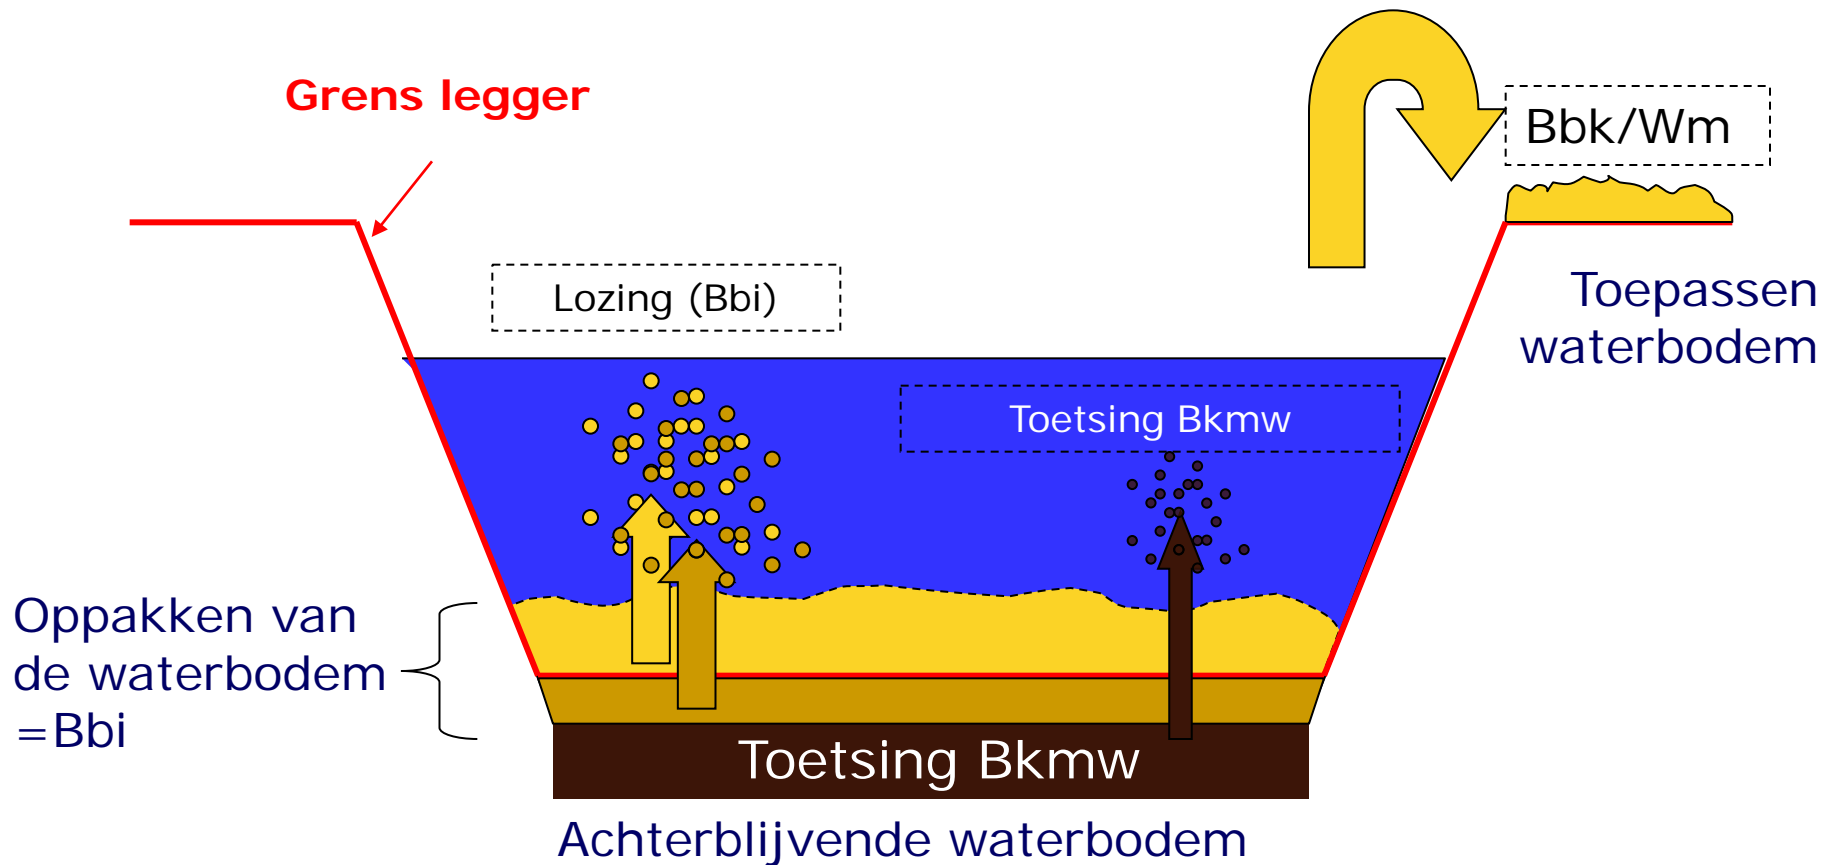 Grens legger
Bbk/Wm
Lozing (Bbi)
Toepassen
waterbodem
Toetsing Bkmw
Oppakken van
de waterbodem
=Bbi
Toetsing Bkmw
Achterblijvende waterbodem